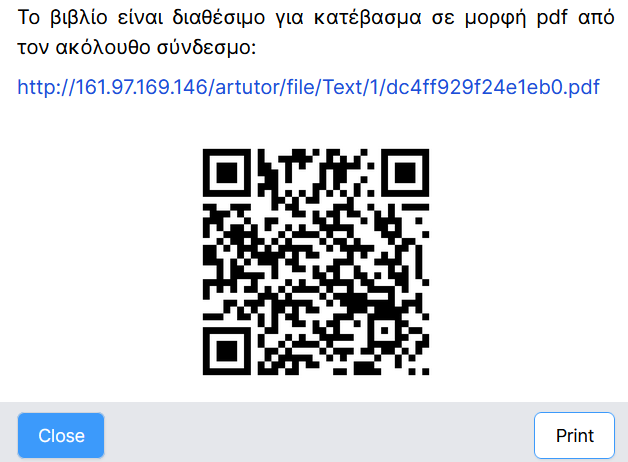 Το βιβλίο είναι διαθέσιμο για κατέβασμα σε μορφή pdf από
τον ακόλουθο σύνδεσμο:
http://161.97.169.146/artutor/file/Text/1/dc4ff929f24e1eb0.pdf
Close
Print